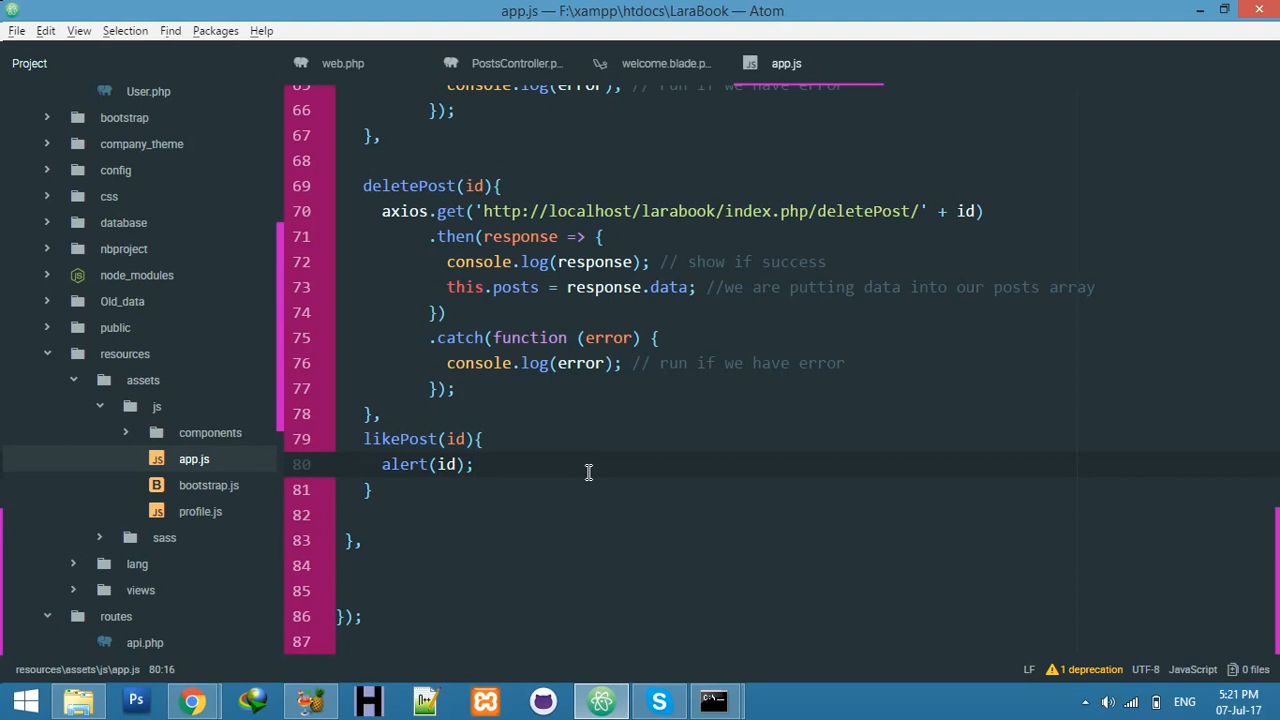 app.js — F:\xampp\htdocs\LaraBook — Atom
File Edit View Selection Find Packages Help
Project
web.php
PostsController.p...
welcome.blade.p...
app.js
User.php
bootstrap
company_theme
config
css
database
nbproject
node_modules
Old_data
public
resources
assets
js
components
app.js
bootstrap.js
profile.js
sass
lang
views
routes
api.php
65 console.log(error); // run if we have error
66 });
67 },
68
69 deletePost(id){
70 axios.get('http://localhost/larabook/index.php/deletePost/' + id)
71 .then(response => {
72 console.log(response); // show if success
73 this.posts = response.data; //we are putting data into our posts array
74 })
75 .catch(function (error) {
76 console.log(error); // run if we have error
77 });
78 },
79 likePost(id){
80 alert(id);
81 }
82
83 },
84
85
86 });
87
resources\assets\js\app.js 80:16
LF 1 deprecation UTF-8 JavaScript 0 files
ENG
5:21 PM
07-Jul-17